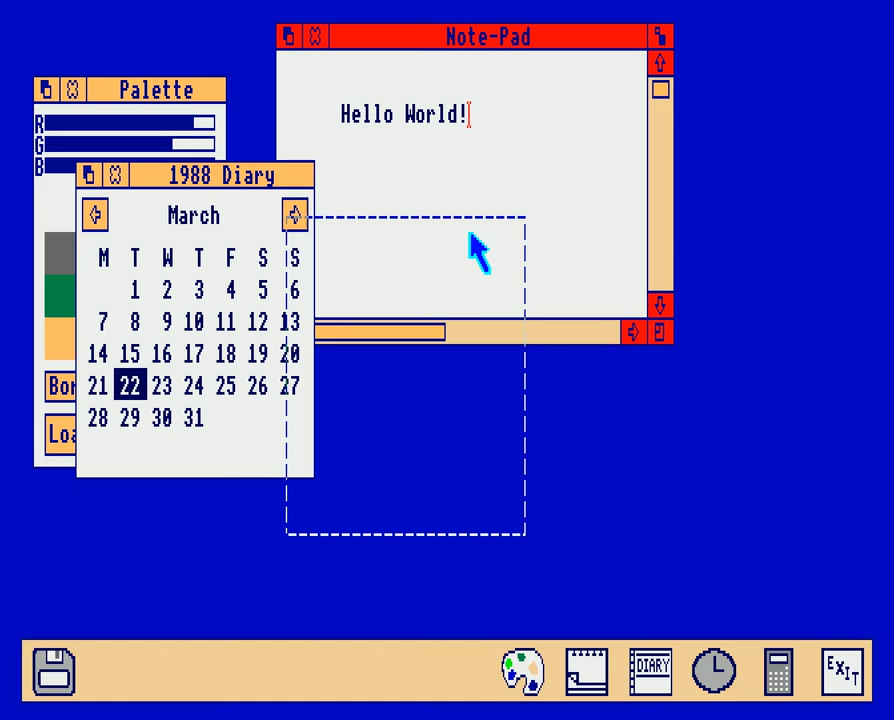 Note-Pad
Hello World!
Palette
R
G
B
1988 Diary
March
M T W T F S S
1 2 3 4 5 6
7 8 9 10 11 12 13
14 15 16 17 18 19 20
21 22 23 24 25 26 27
28 29 30 31
Bor
Loa
DIARY
EXIT